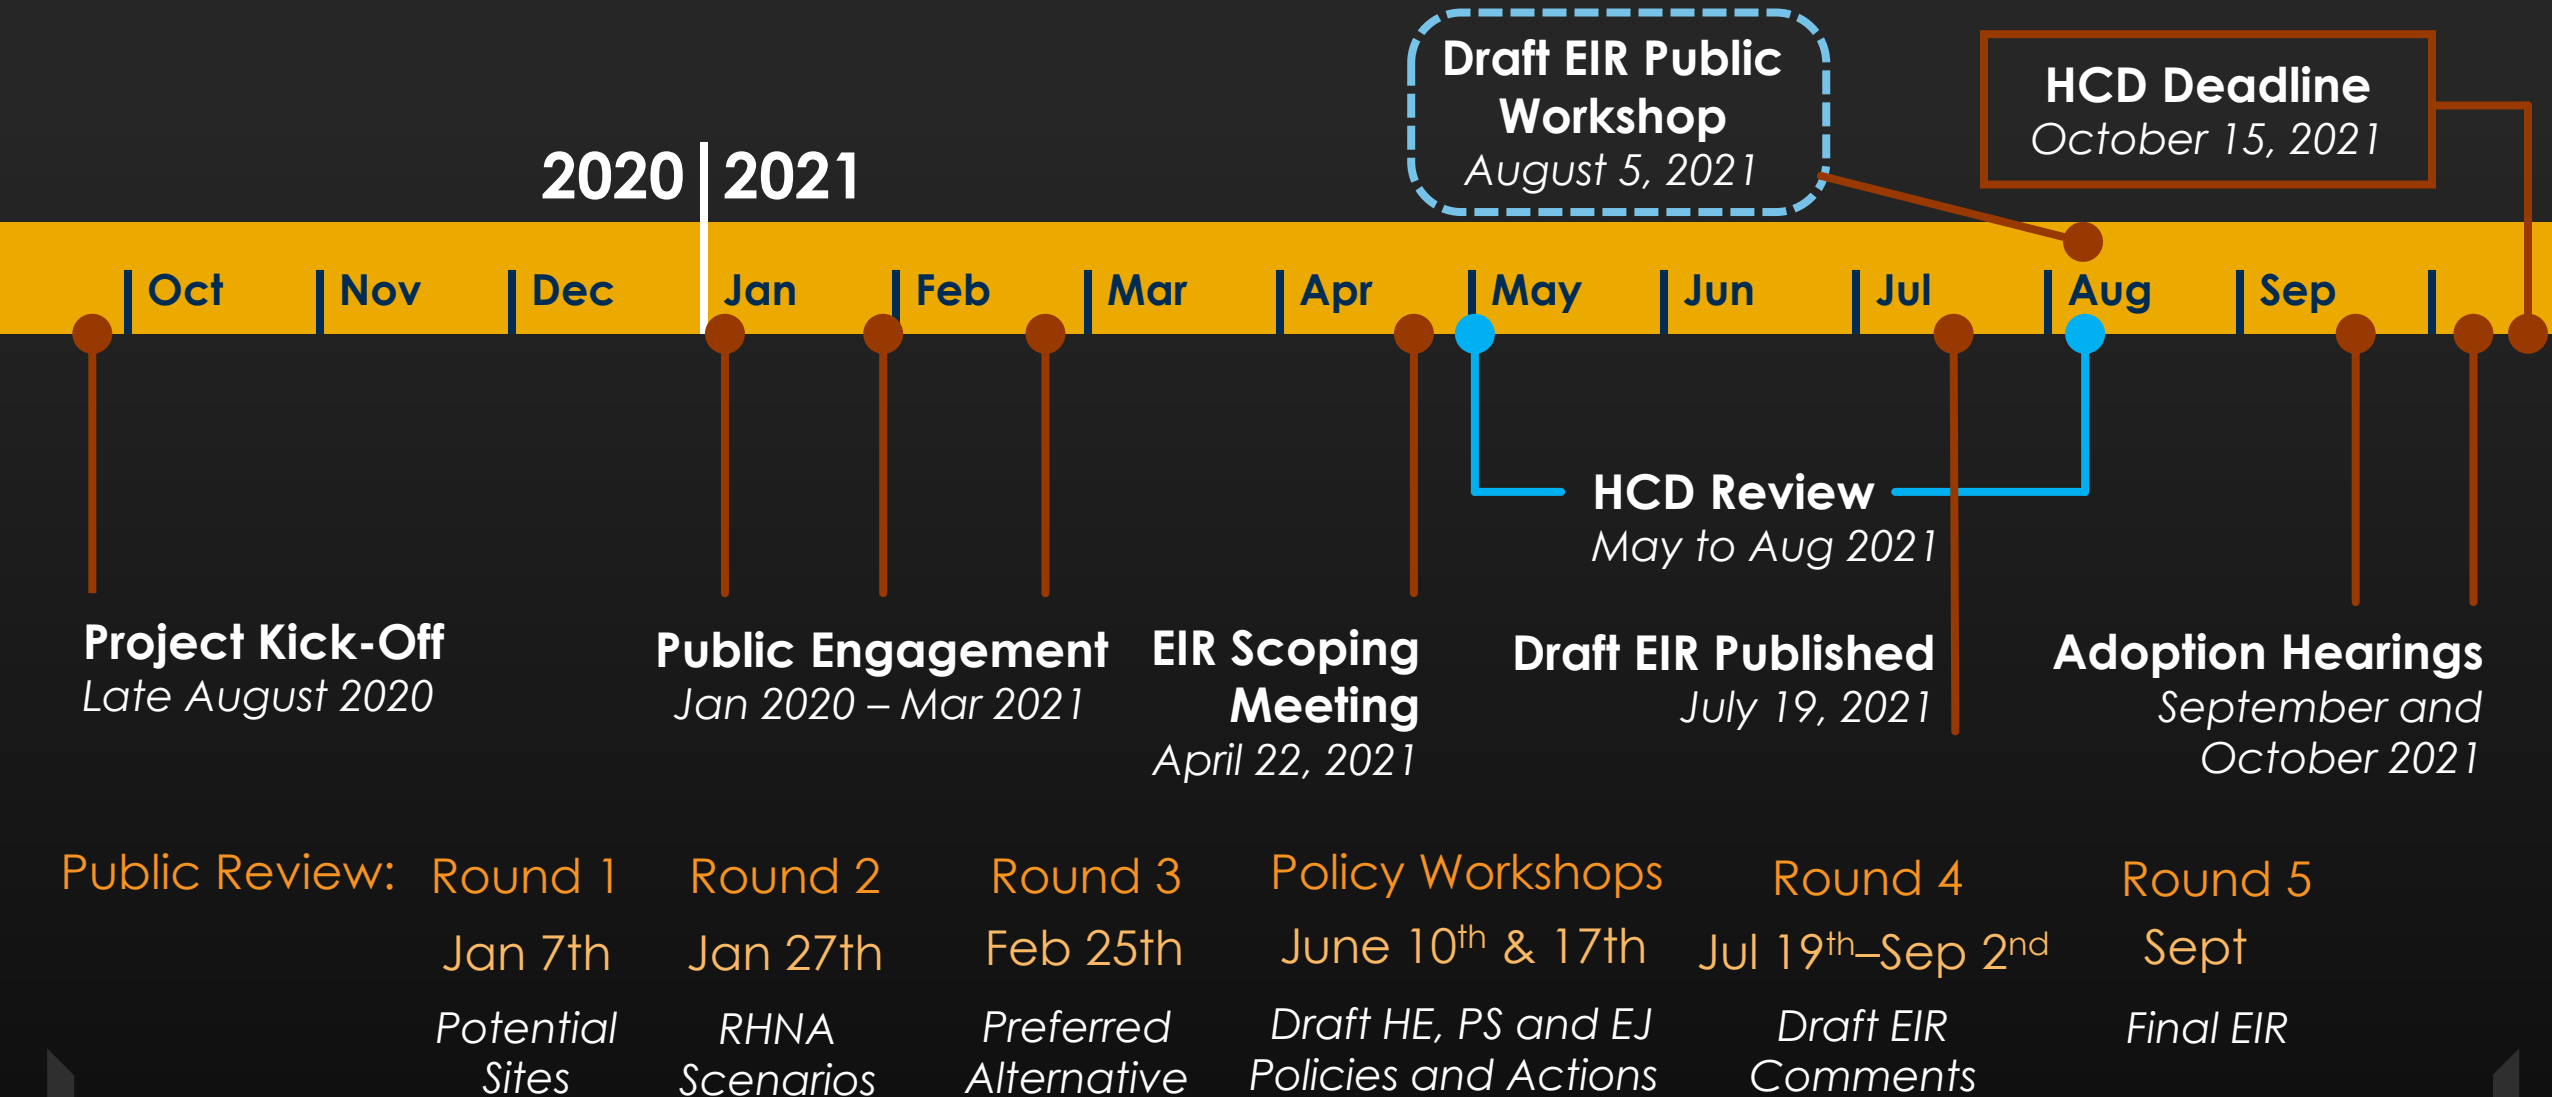 Draft EIR Public
Workshop
August 5, 2021
HCD Deadline
October 15, 2021
2020 2021
Oct Nov Dec Jan Feb Mar Apr May Jun Jul Aug Sep
HCD Review
May to Aug 2021
Project Kick-Off
Late August 2020
Public Engagement
Jan 2020 – Mar 2021
EIR Scoping
Meeting
April 22, 2021
Draft EIR Published
July 19, 2021
Adoption Hearings
September and
October 2021
Public Review:
Round 1
Jan 7th
Potential
Sites
Round 2
Jan 27th
RHNA
Scenarios
Round 3
Feb 25th
Preferred
Alternative
Policy Workshops
June 10th & 17th
Draft HE, PS and EJ
Policies and Actions
Round 4
Jul 19th–Sep 2nd
Draft EIR
Comments
Round 5
Sept
Final EIR